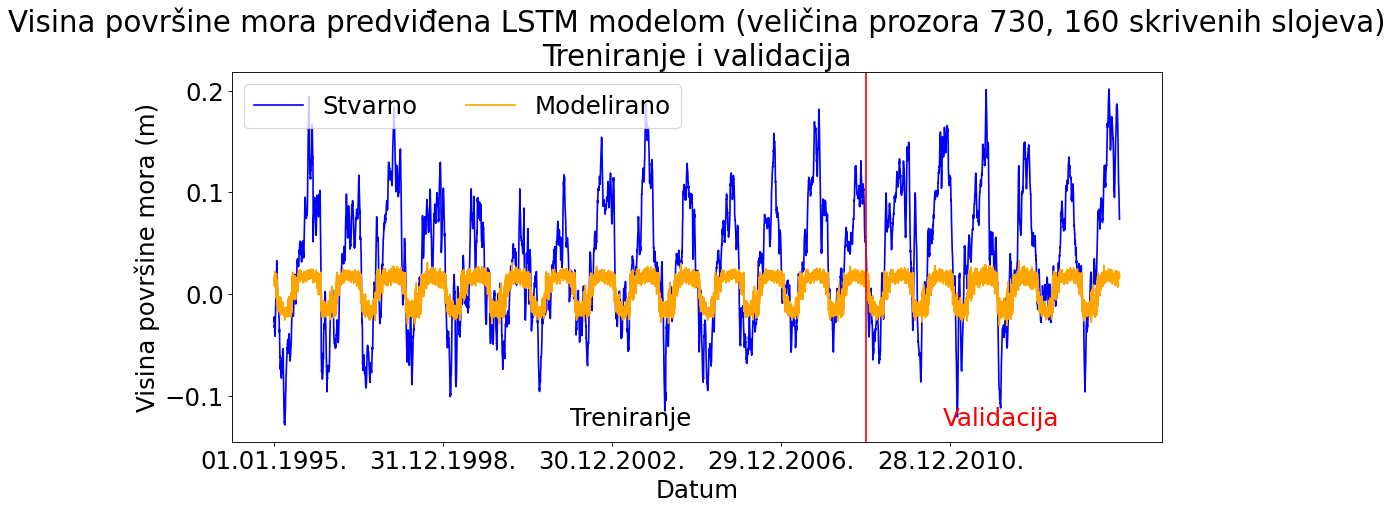 Visina površine mora predviđena LSTM modelom (veličina prozora 730, 160 skrivenih slojeva)
Treniranje i validacija
Stvarno
Modelirano
Visina površine mora (m)
0.2
0.1
0.0
−0.1
Treniranje
Validacija
01.01.1995.
31.12.1998.
30.12.2002.
29.12.2006.
28.12.2010.
Datum